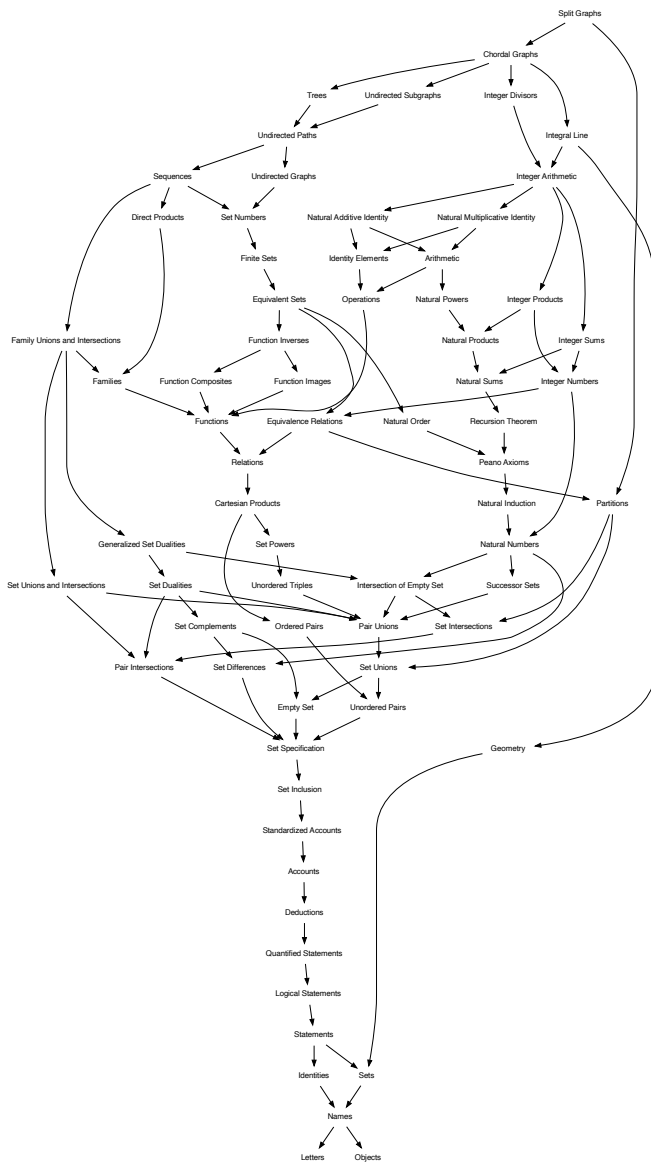 Split Graphs
Chordal Graphs
Trees
Undirected Subgraphs
Integer Divisors
Undirected Paths
Integral Line
Sequences
Undirected Graphs
Integer Arithmetic
Direct Products
Set Numbers
Natural Additive Identity
Natural Multiplicative Identity
Finite Sets
Identity Elements
Arithmetic
Equivalent Sets
Operations
Natural Powers
Integer Products
Family Unions and Intersections
Function Inverses
Natural Products
Integer Sums
Families
Function Composites
Function Images
Natural Sums
Integer Numbers
Functions
Equivalence Relations
Natural Order
Recursion Theorem
Relations
Peano Axioms
Cartesian Products
Natural Induction
Partitions
Generalized Set Dualities
Set Powers
Natural Numbers
Set Unions and Intersections
Set Dualities
Unordered Triples
Intersection of Empty Set
Successor Sets
Set Complements
Ordered Pairs
Pair Unions
Set Intersections
Pair Intersections
Set Differences
Set Unions
Empty Set
Unordered Pairs
Set Specification
Geometry
Set Inclusion
Standardized Accounts
Accounts
Deductions
Quantified Statements
Logical Statements
Statements
Identities
Sets
Names
Letters
Objects